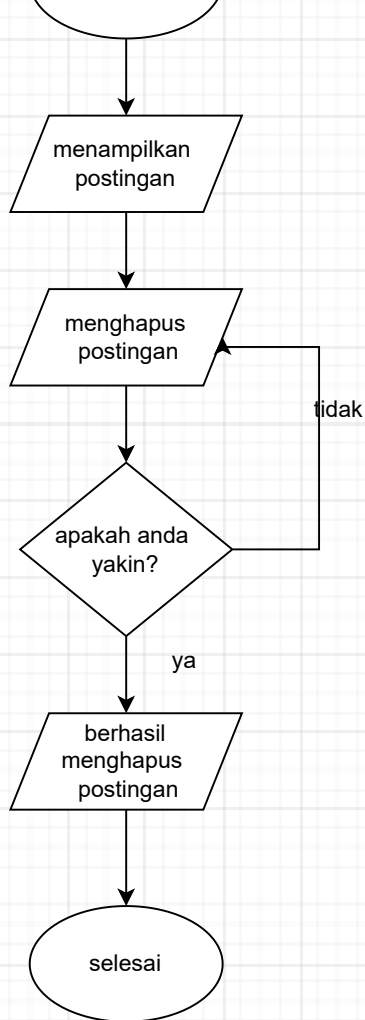 menampilkan
postingan
menghapus
postingan
tidak
apakah anda
yakin?
ya
berhasil
menghapus
postingan
selesai